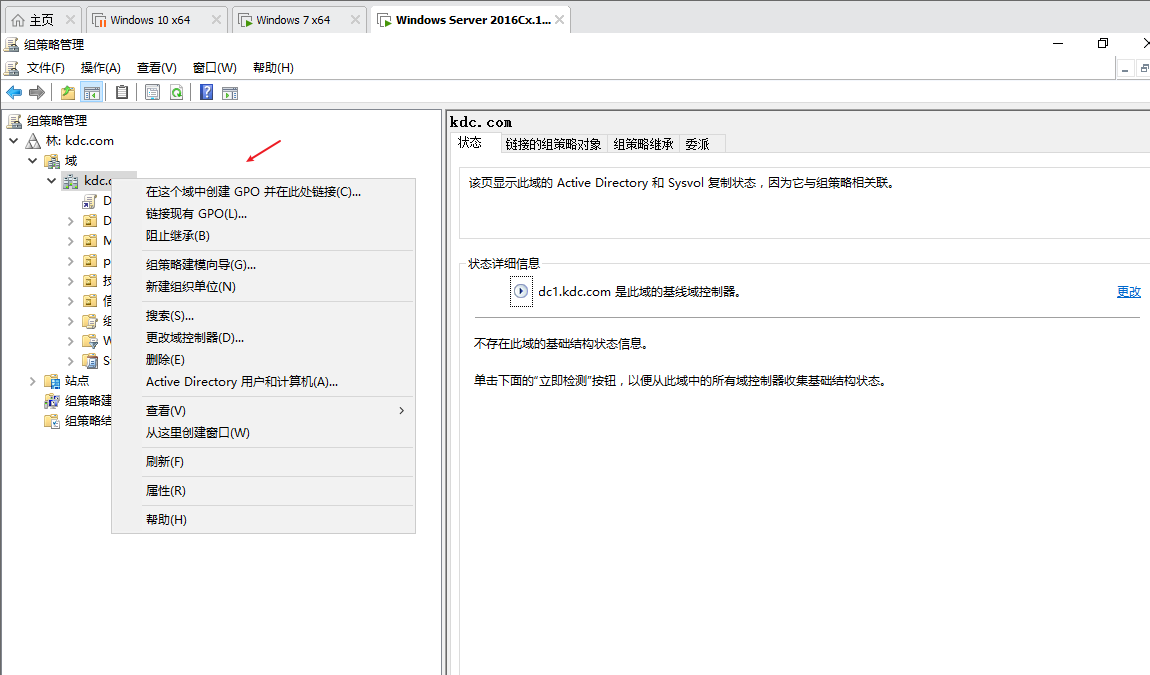 主页
Windows 10 x64
Windows 7 x64
Windows Server 2016Cx.1...
组策略管理
文件(F) 操作(A) 查看(V) 窗口(W) 帮助(H)
组策略管理
林: kdc.com
域
kdc.c
D
D
M
p
技
信
组
W
S
站点
组策略建
组策略结
在这个域中创建 GPO 并在此处链接(C)...
链接现有 GPO(L)...
阻止继承(B)
组策略建模向导(G)...
新建组织单位(N)
搜索(S)...
更改域控制器(D)...
删除(E)
Active Directory 用户和计算机(A)...
查看(V)
从这里创建窗口(W)
刷新(F)
属性(R)
帮助(H)
kdc.com
状态 链接的组策略对象 组策略继承 委派
该页显示此域的 Active Directory 和 Sysvol 复制状态，因为它与组策略相关联。
状态详细信息
dc1.kdc.com 是此域的基线域控制器。 更改
不存在此域的基础结构状态信息。
单击下面的"立即检测"按钮，以便从此域中的所有域控制器收集基础结构状态。